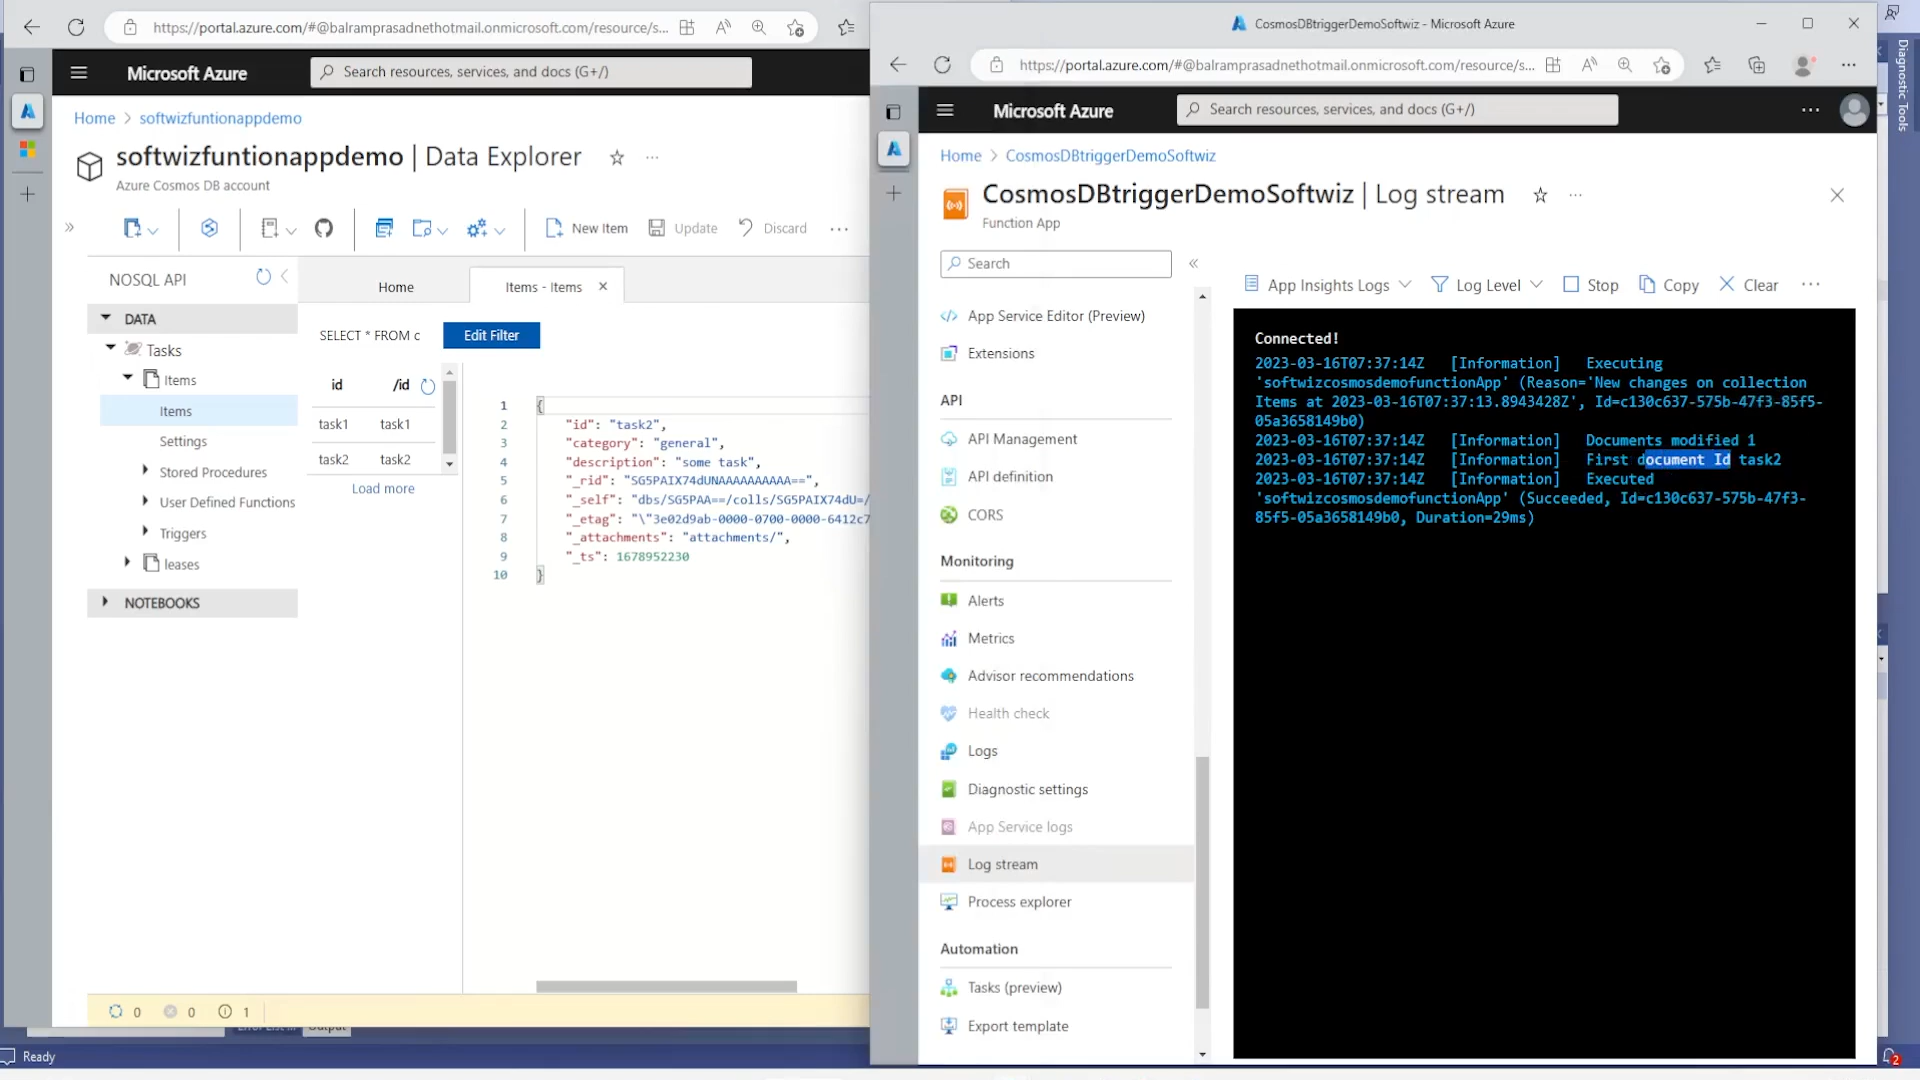 https://portal.azure.com/#@balramprasadnethotmail.onmicrosoft.com/resource/s...
Microsoft Azure
Search resources, services, and docs (G+/)
Home > softwizfuntionappdemo
softwizfuntionappdemo | Data Explorer
Azure Cosmos DB account
New Item
Update
Discard
NOSQL API
DATA
Tasks
Items
Items
Settings
Stored Procedures
User Defined Functions
Triggers
leases
NOTEBOOKS
Home
Items - Items
SELECT * FROM c
Edit Filter
id /id
task1 task1
task2 task2
Load more
1 {
2 "id": "task2",
3 "category": "general",
4 "description": "some task",
5 "_rid": "SG5PAIX74dUNAAAAAAAAAA==",
6 "_self": "dbs/SG5PAA==/colls/SG5PAIX74dU=/
7 "_etag": "\"3e02d9ab-0000-0700-0000-6412c7
8 "_attachments": "attachments/",
9 "_ts": 1678952230
10 }
0 0 1
Error List ... Output
Ready
CosmosDBtriggerDemoSoftwiz - Microsoft Azure
https://portal.azure.com/#@balramprasadnethotmail.onmicrosoft.com/resource/s...
Microsoft Azure
Search resources, services, and docs (G+/)
Home > CosmosDBtriggerDemoSoftwiz
CosmosDBtriggerDemoSoftwiz | Log stream
Function App
Search
App Service Editor (Preview)
Extensions
API
API Management
API definition
CORS
Monitoring
Alerts
Metrics
Advisor recommendations
Health check
Logs
Diagnostic settings
App Service logs
Log stream
Process explorer
Automation
Tasks (preview)
Export template
App Insights Logs
Log Level
Stop
Copy
Clear
Connected!
2023-03-16T07:37:14Z [Information] Executing
'softwizcosmosdemofunctionApp' (Reason='New changes on collection
Items at 2023-03-16T07:37:13.8943428Z', Id=c130c637-575b-47f3-85f5-
05a3658149b0)
2023-03-16T07:37:14Z [Information] Documents modified 1
2023-03-16T07:37:14Z [Information] First document Id task2
2023-03-16T07:37:14Z [Information] Executed
'softwizcosmosdemofunctionApp' (Succeeded, Id=c130c637-575b-47f3-
85f5-05a3658149b0, Duration=29ms)
Diagnostic Tools
2